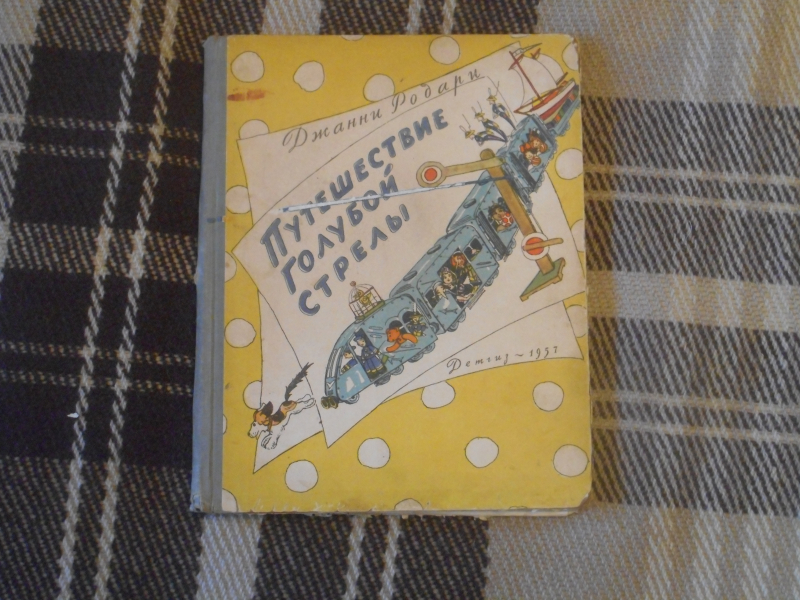 Джанни Родари
ПУТЕШЕСТВИЕ
ГОЛУБОЙ
СТРЕЛЫ
Детгиз ~ 1957